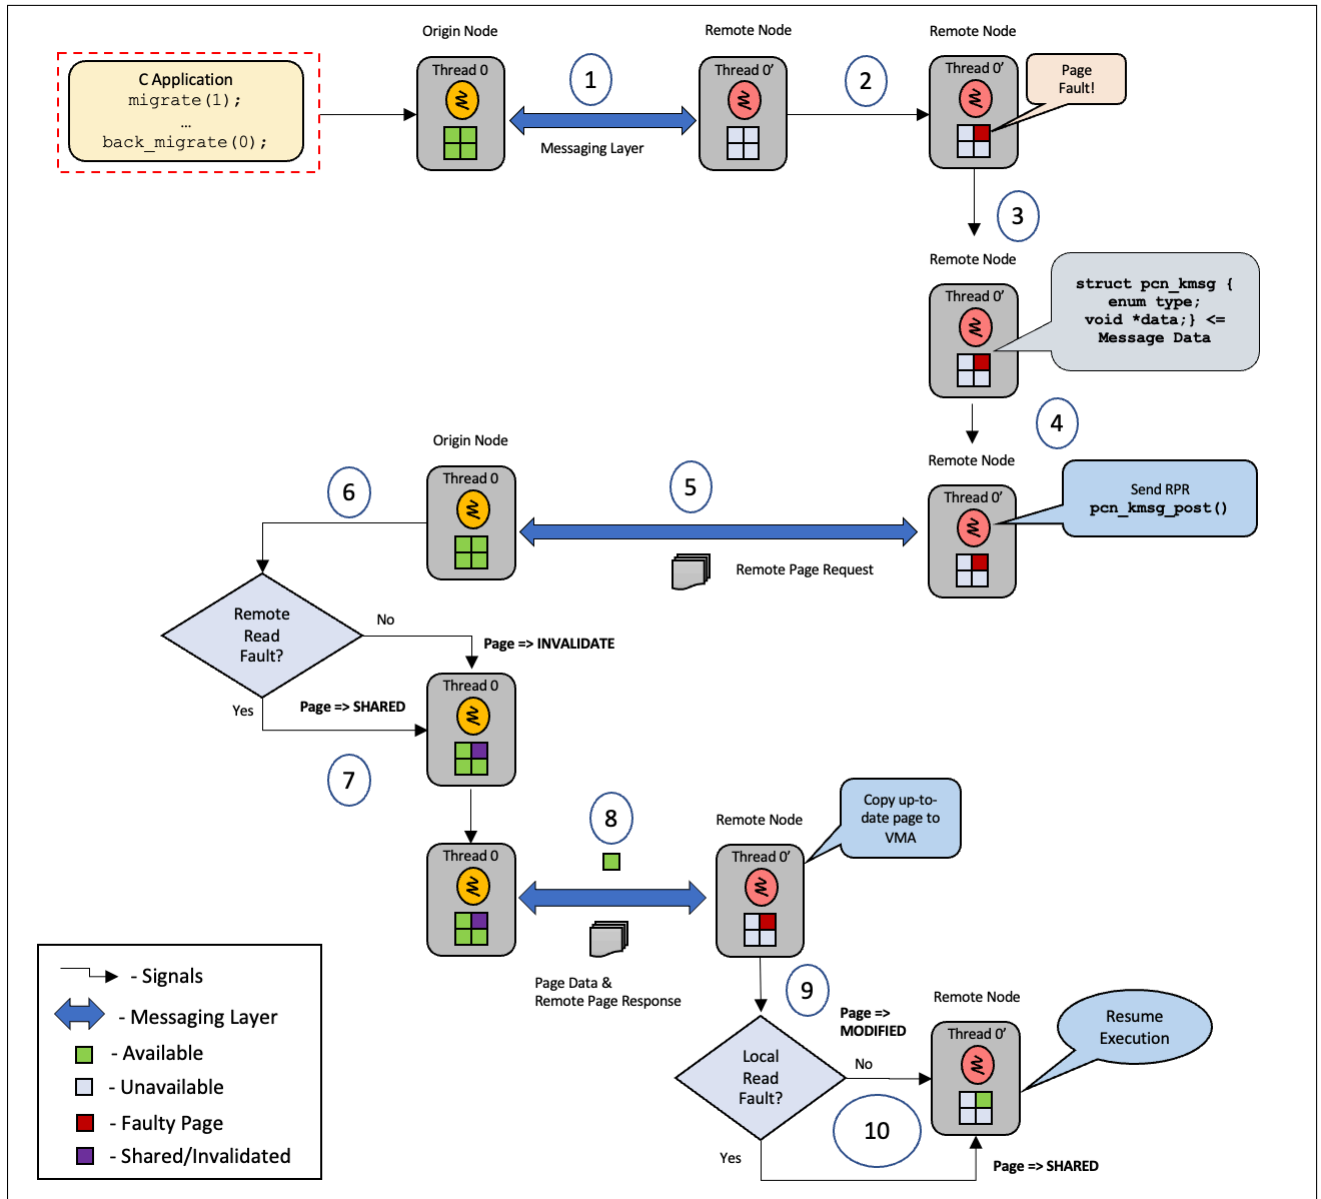 Origin Node
Remote Node
Remote Node
C Application
migrate(1);
…
back_migrate(0);
Thread 0
1
Messaging Layer
Thread 0'
2
Thread 0'
Page
Fault!
3
Remote Node
Thread 0'
struct pcn_kmsg {
enum type;
void *data;} <=
Message Data
4
Origin Node
Remote Node
Thread 0
5
Remote Page Request
Thread 0'
Send RPR
pcn_kmsg_post()
6
Remote
Read
Fault?
No
Page => INVALIDATE
Yes
Page => SHARED
Thread 0
7
Thread 0
8
Page Data &
Remote Page Response
Remote Node
Thread 0'
Copy up-to-
date page to
VMA
9
Local
Read
Fault?
Page =>
MODIFIED
No
10
Yes
Page => SHARED
Remote Node
Thread 0'
Resume
Execution
- Signals
- Messaging Layer
- Available
- Unavailable
- Faulty Page
- Shared/Invalidated